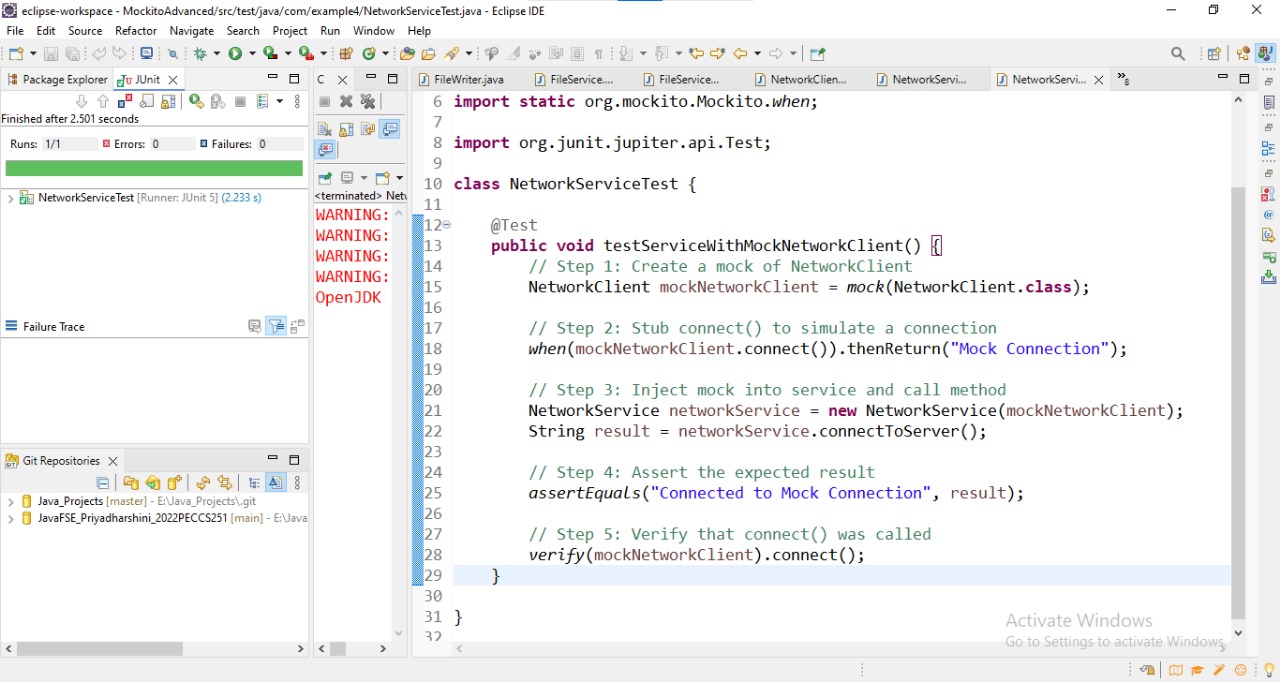 eclipse-workspace - MockitoAdvanced/src/test/java/com/example4/NetworkServiceTest.java - Eclipse IDE
File Edit Source Refactor Navigate Search Project Run Window Help
Package Explorer JUnit
Finished after 2.501 seconds
Runs: 1/1 Errors: 0 Failures: 0
NetworkServiceTest [Runner: JUnit 5] (2.233 s)
Failure Trace
Git Repositories
Java_Projects [master] - E:\Java_Projects\.git
JavaFSE_Priyadharshini_2022PECCS251 [main] - E:\Java
C
<terminated> Netw
WARNING:
WARNING:
WARNING:
WARNING:
OpenJDK
FileWriter.java FileService.... FileService... NetworkClien... NetworkServi... NetworkServi... »8
6 import static org.mockito.Mockito.when;
7
8 import org.junit.jupiter.api.Test;
9
10 class NetworkServiceTest {
11
12 @Test
13 public void testServiceWithMockNetworkClient() {
14 // Step 1: Create a mock of NetworkClient
15 NetworkClient mockNetworkClient = mock(NetworkClient.class);
16
17 // Step 2: Stub connect() to simulate a connection
18 when(mockNetworkClient.connect()).thenReturn("Mock Connection");
19
20 // Step 3: Inject mock into service and call method
21 NetworkService networkService = new NetworkService(mockNetworkClient);
22 String result = networkService.connectToServer();
23
24 // Step 4: Assert the expected result
25 assertEquals("Connected to Mock Connection", result);
26
27 // Step 5: Verify that connect() was called
28 verify(mockNetworkClient).connect();
29 }
30
31 }
32
Activate Windows
Go to Settings to activate Windows.